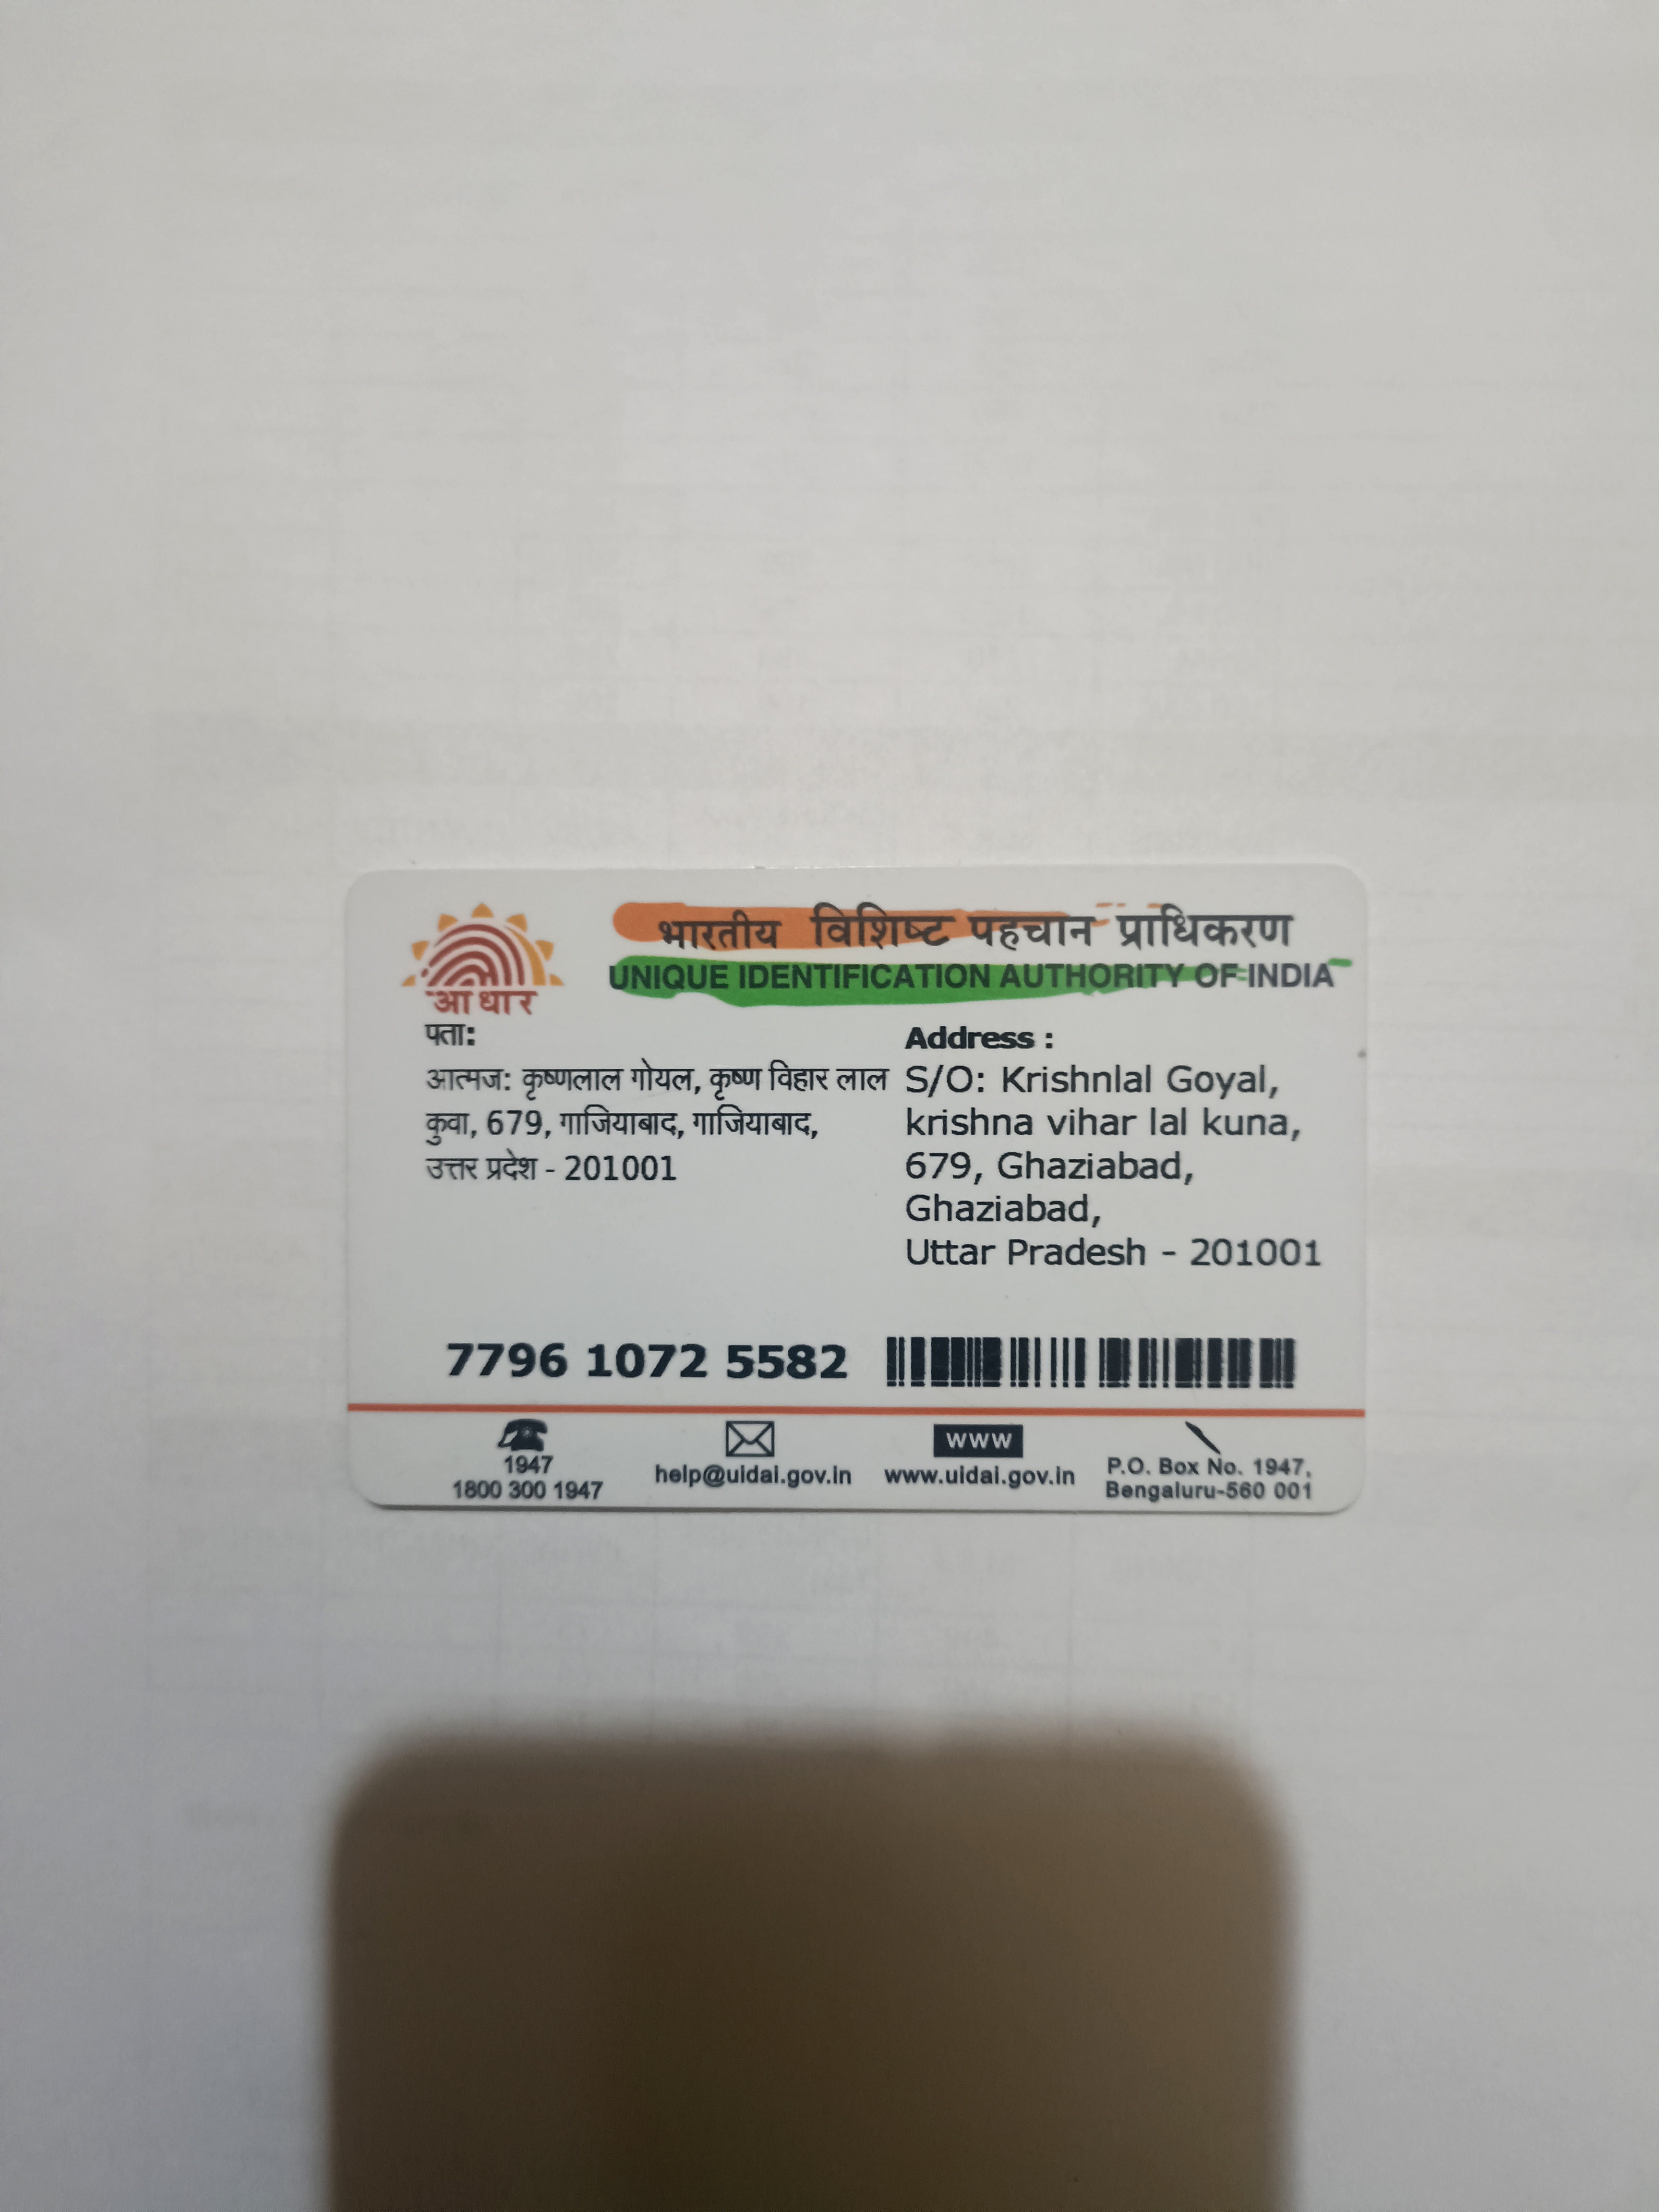 आधार
भारतीय विशिष्ट पहचान प्राधिकरण
UNIQUE IDENTIFICATION AUTHORITY OF INDIA
पता:
आत्मज: कृष्णलाल गोयल, कृष्ण विहार लाल
कुवा, 679, गाजियाबाद, गाजियाबाद,
उत्तर प्रदेश - 201001
Address :
S/O: Krishnlal Goyal,
krishna vihar lal kuna,
679, Ghaziabad,
Ghaziabad,
Uttar Pradesh - 201001
7796 1072 5582
1947
1800 300 1947
help@uidai.gov.in
WWW
www.uidai.gov.in
P.O. Box No. 1947,
Bengaluru-560 001